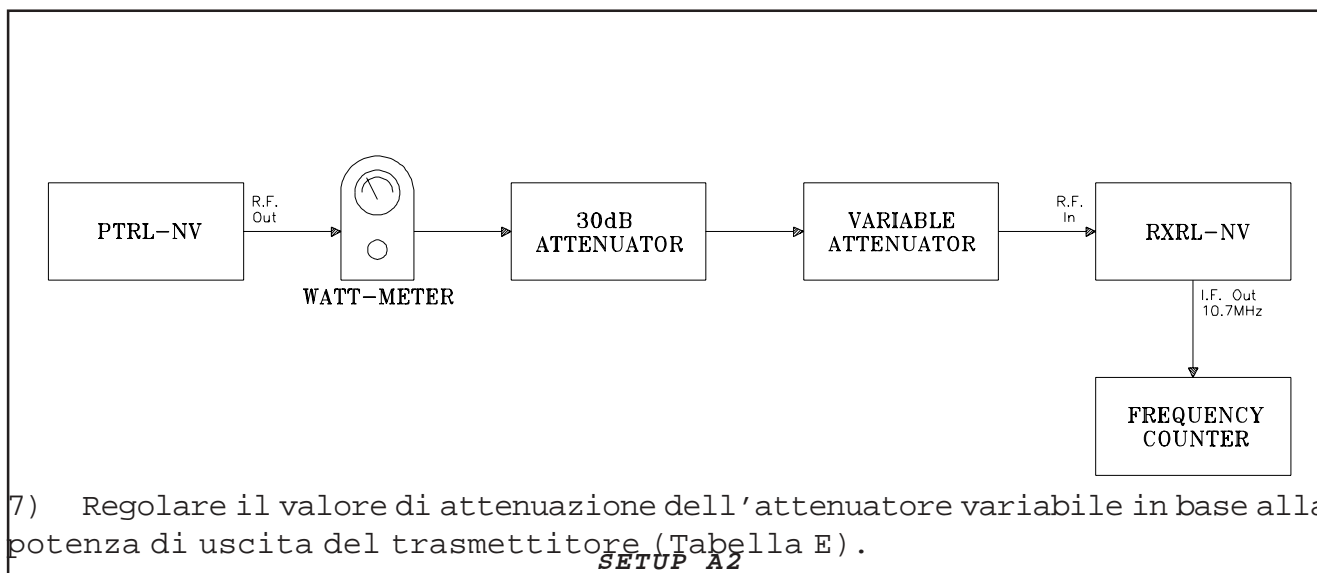 R.F.
Out
PTRL-NV
WATT-METER
30dB
ATTENUATOR
VARIABLE
ATTENUATOR
R.F.
In
RXRL-NV
I.F. Out
10.7MHz
FREQUENCY
COUNTER
7) Regolare il valore di attenuazione dell'attenuatore variabile in base alla
potenza di uscita del trasmettitore (Tabella E).
SETUP A2